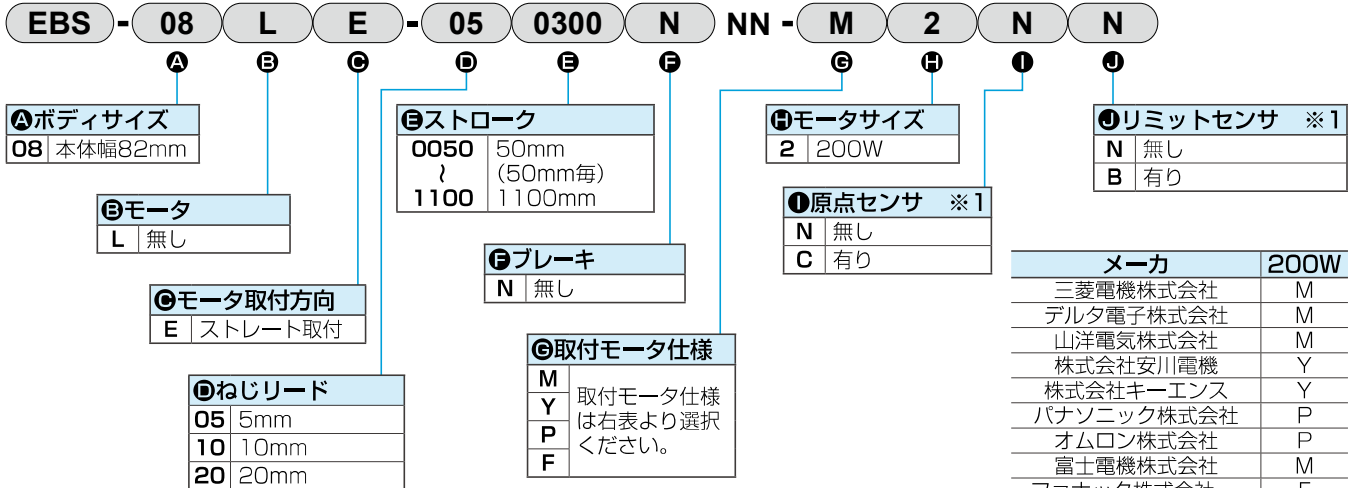 EBS - 08 L E - 05 0300 N NN - M 2 N N
A B C D E F G H I J
Aボディサイズ
08 本体幅82mm
Bモータ
L 無し
Cモータ取付方向
E ストレート取付
Dねじリード
05 5mm
10 10mm
20 20mm
Eストローク
0050 50mm
〜 (50mm毎)
1100 1100mm
Fブレーキ
N 無し
G取付モータ仕様
M
Y
P
F
取付モータ仕様
は右表より選択
ください。
Hモータサイズ
2 200W
I原点センサ ※1
N 無し
C 有り
Jリミットセンサ ※1
N 無し
B 有り
メーカ 200W
三菱電機株式会社 M
デルタ電子株式会社 M
山洋電気株式会社 M
株式会社安川電機 Y
株式会社キーエンス Y
パナソニック株式会社 P
オムロン株式会社 P
富士電機株式会社 M
ファナック株式会社 F